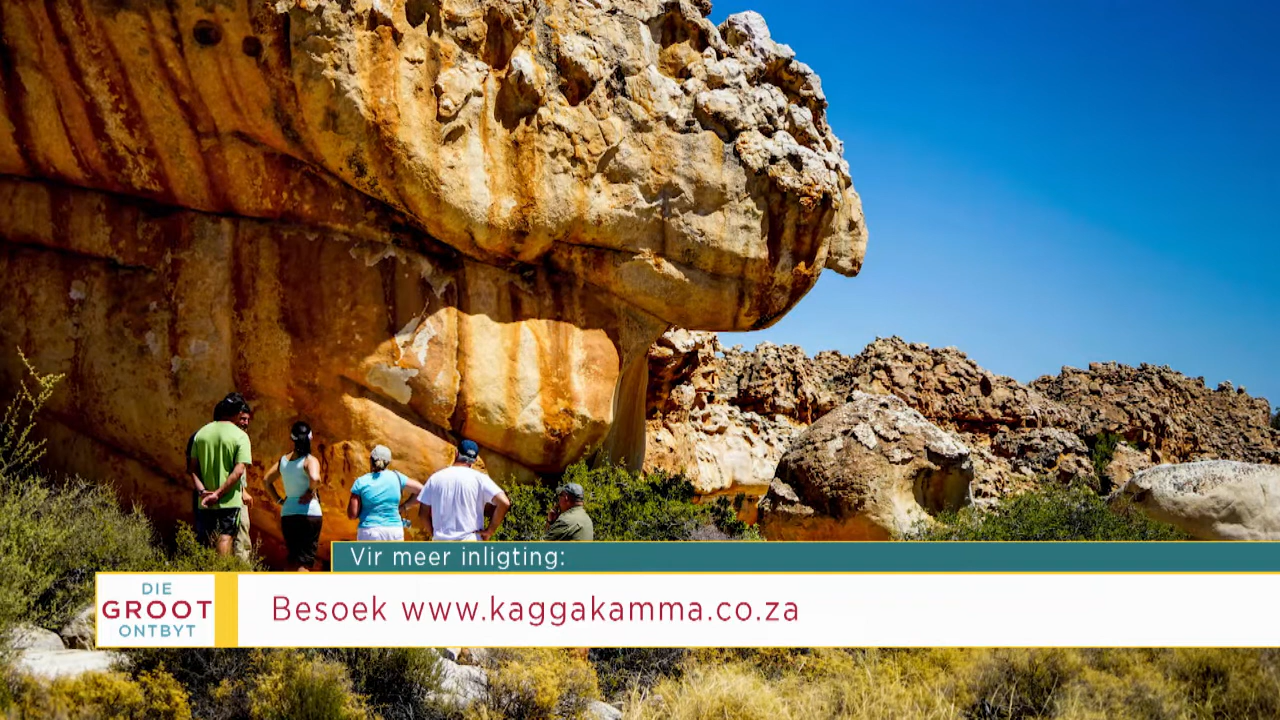 Vir meer inligting:
DIE
GROOT
ONTBYT
Besoek www.kaggakamma.co.za